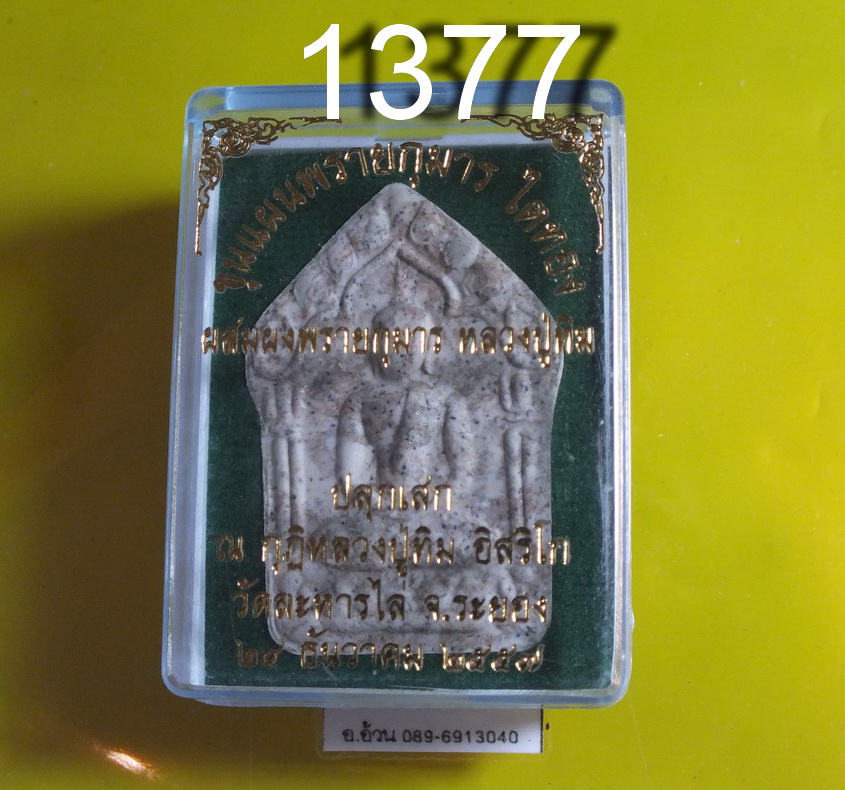 1377
ขุนแผนพรายกุมาร ไตทอง
ผสมผงพรายกุมาร หลวงปู่ทิม
ปลุกเสก
ณ กุฏิหลวงปู่ทิม อิสริโก
วัดละหารไล่ จ.ระยอง
๒๔ ธันวาคม ๒๕๕๗
อ.อ้วน 089-6913040